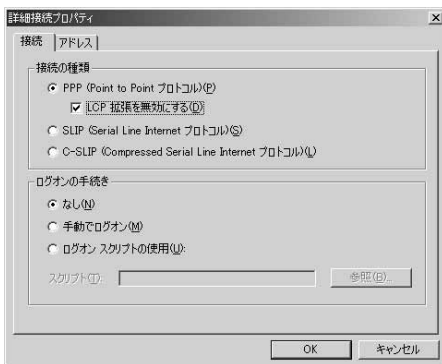 詳細接続プロパティ
接続
アドレス
接続の種類
PPP (Point to Point プロトコル)(P)
LCP 拡張を無効にする(D)
SLIP (Serial Line Internet プロトコル)(S)
C-SLIP (Compressed Serial Line Internet プロトコル)(L)
ログオンの手続き
なし(N)
手動でログオン(M)
ログオン スクリプトの使用(U):
スクリプト(T):
参照(B)...
OK
キャンセル